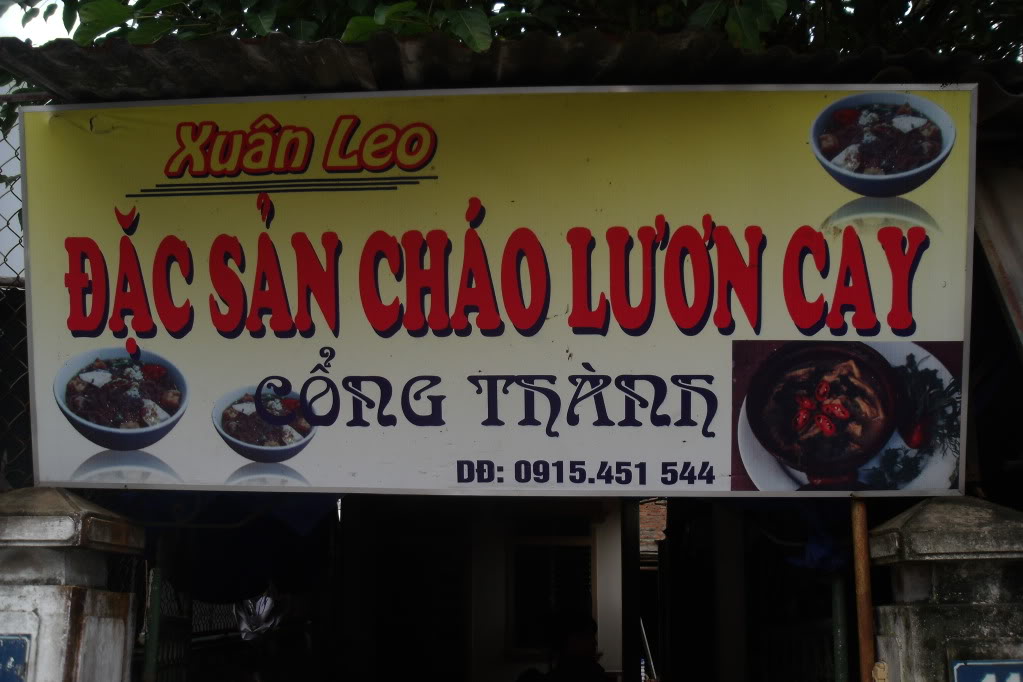 Xuân Leo
ĐẶC SẢN CHÁO LƯƠN CAY
CỔNG THÀNH
DĐ: 0915.451 544